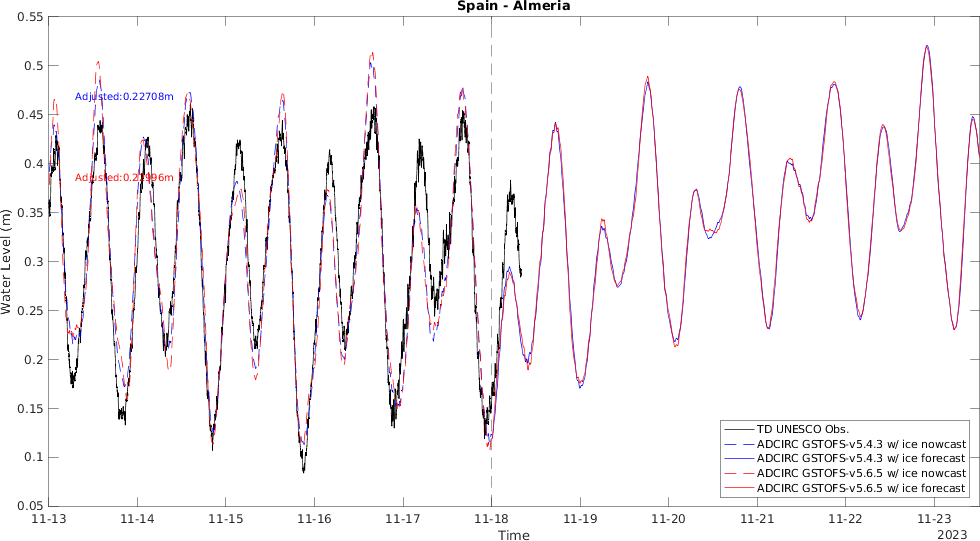 Spain - Almeria
0.55
0.5
0.45
0.4
0.35
0.3
0.25
0.2
0.15
0.1
0.05
Water Level (m)
Adjusted:0.22708m
Adjusted:0.22996m
TD UNESCO Obs.
ADCIRC GSTOFS-v5.4.3 w/ ice nowcast
ADCIRC GSTOFS-v5.4.3 w/ ice forecast
ADCIRC GSTOFS-v5.6.5 w/ ice nowcast
ADCIRC GSTOFS-v5.6.5 w/ ice forecast
11-13 11-14 11-15 11-16 11-17 11-18 11-19 11-20 11-21 11-22 11-23
Time
2023